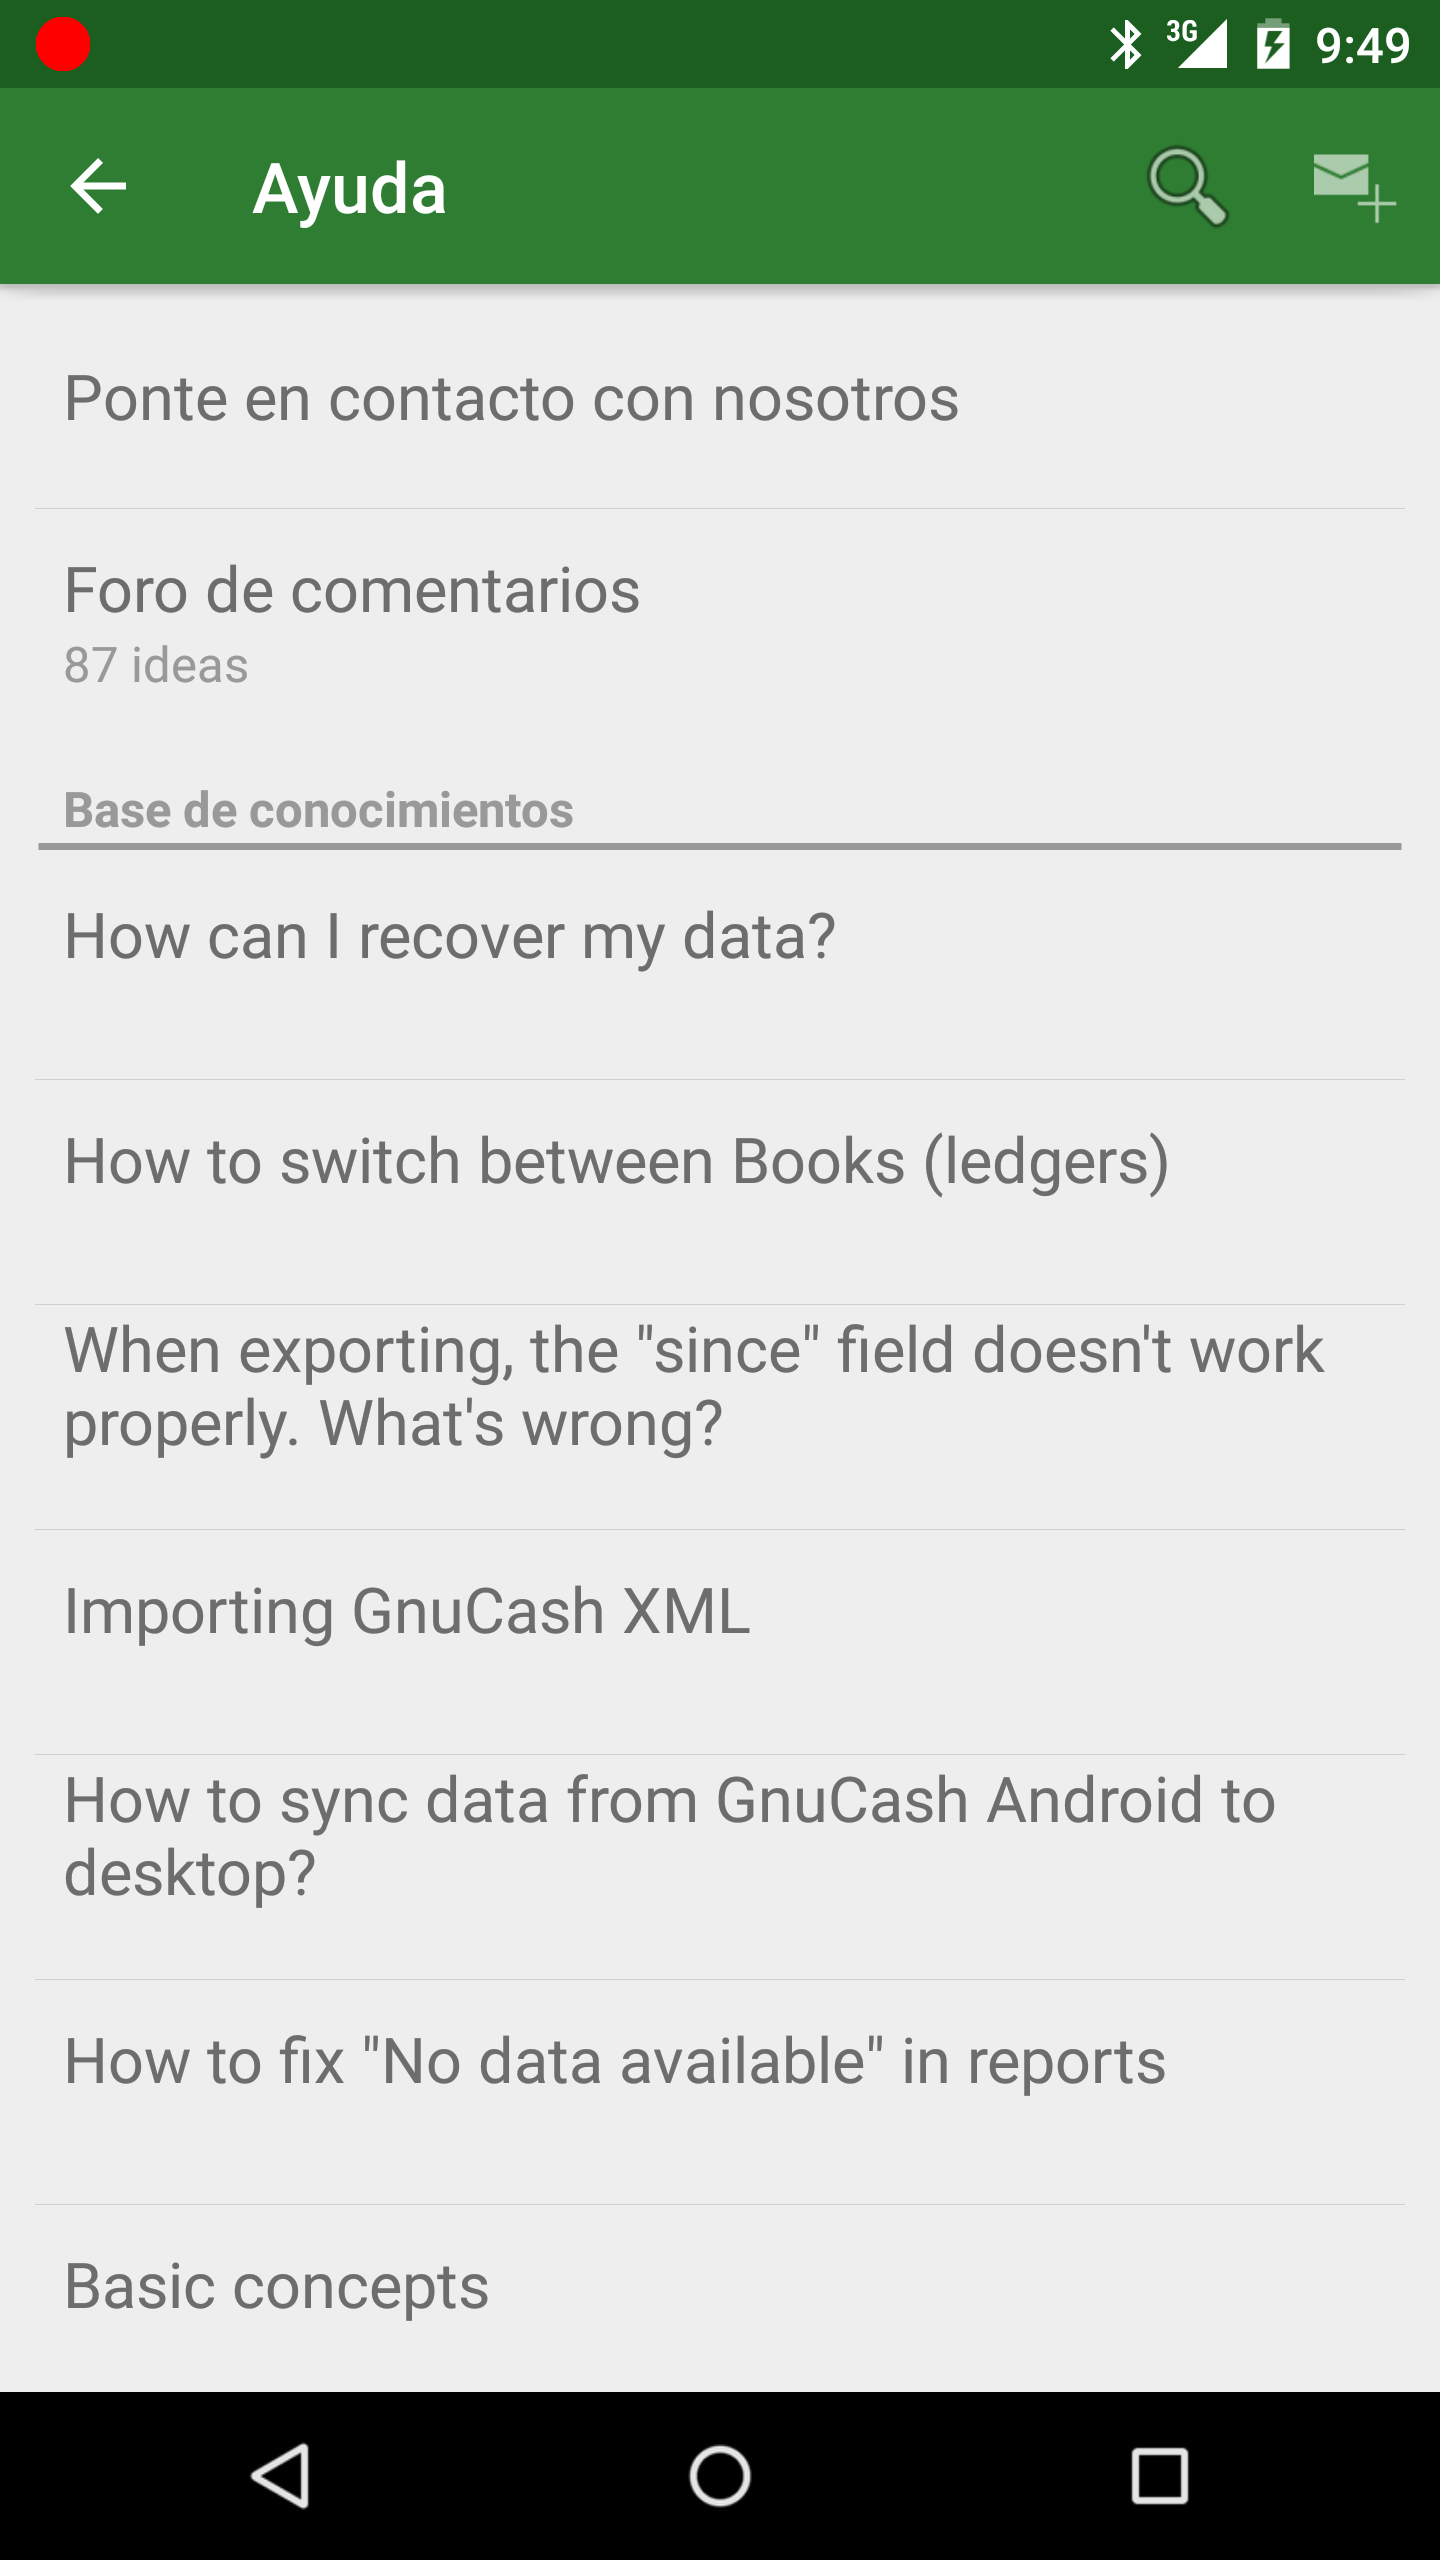 3G 9:49
Ayuda
Ponte en contacto con nosotros
Foro de comentarios
87 ideas
Base de conocimientos
How can I recover my data?
How to switch between Books (ledgers)
When exporting, the "since" field doesn't work
properly. What's wrong?
Importing GnuCash XML
How to sync data from GnuCash Android to
desktop?
How to fix "No data available" in reports
Basic concepts